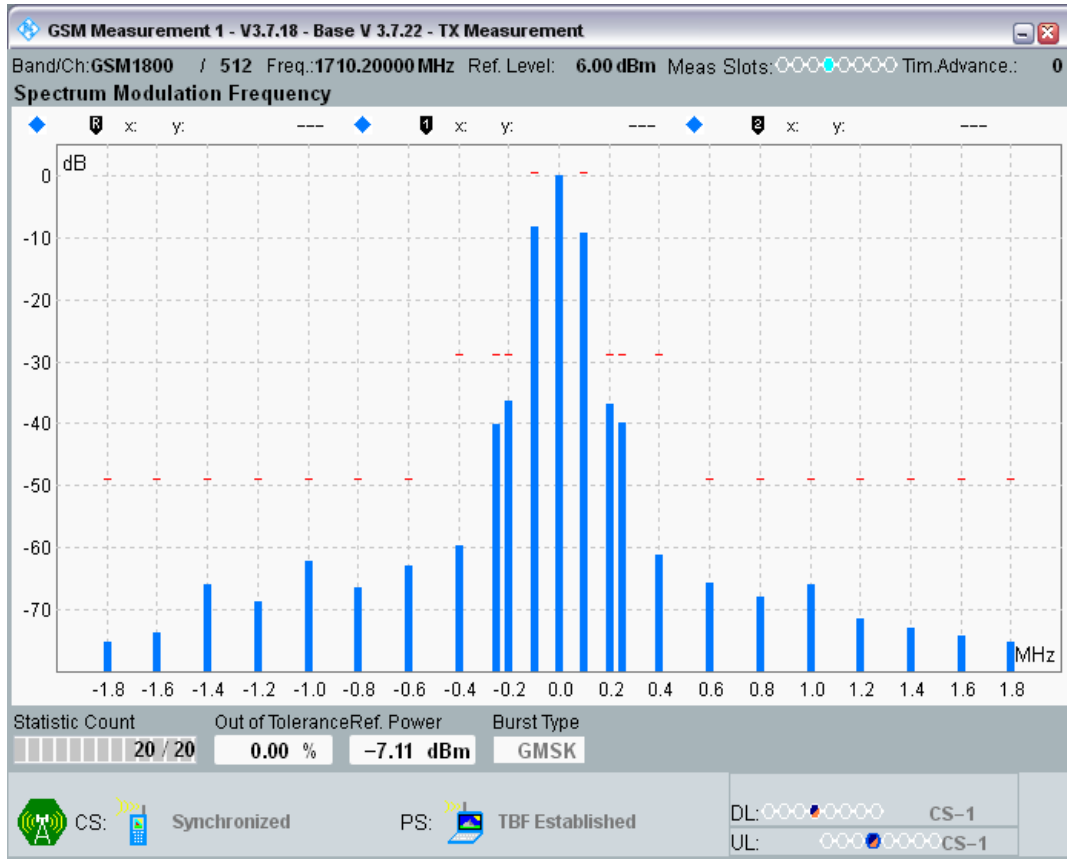 GSM Measurement 1 - V3.7.18 - Base V 3.7.22 - TX Measurement
Band/Ch:GSM1800 / 512 Freq.:1710.20000 MHz Ref. Level: 6.00 dBm Meas Slots: Tim.Advance.: 0
Spectrum Modulation Frequency
R x: y: --- 1 x: y: --- 2 x: y: ---
dB
0
-10
-20
-30
-40
-50
-60
-70
MHz
-1.8 -1.6 -1.4 -1.2 -1.0 -0.8 -0.6 -0.4 -0.2 0.0 0.2 0.4 0.6 0.8 1.0 1.2 1.4 1.6 1.8
Statistic Count Out of Tolerance Ref. Power Burst Type
20 / 20 0.00 % -7.11 dBm GMSK
CS: Synchronized PS: TBF Established
DL: CS-1
UL: CS-1